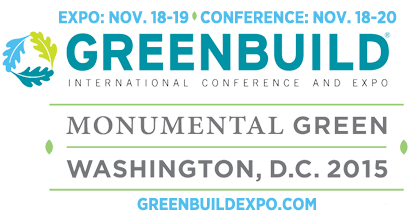 EXPO: NOV. 18-19 • CONFERENCE: NOV. 18-20
GREENBUILD®
INTERNATIONAL CONFERENCE AND EXPO
MONUMENTAL GREEN
WASHINGTON, D.C. 2015
GREENBUILDEXPO.COM